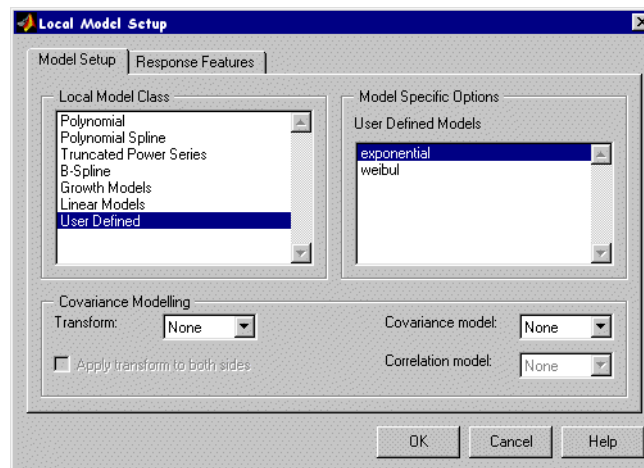 Local Model Setup
Model Setup
Response Features
Local Model Class
Polynomial
Polynomial Spline
Truncated Power Series
B-Spline
Growth Models
Linear Models
User Defined
Model Specific Options
User Defined Models
exponential
weibul
Covariance Modelling
Transform: None
Apply transform to both sides
Covariance model: None
Correlation model: None
OK Cancel Help